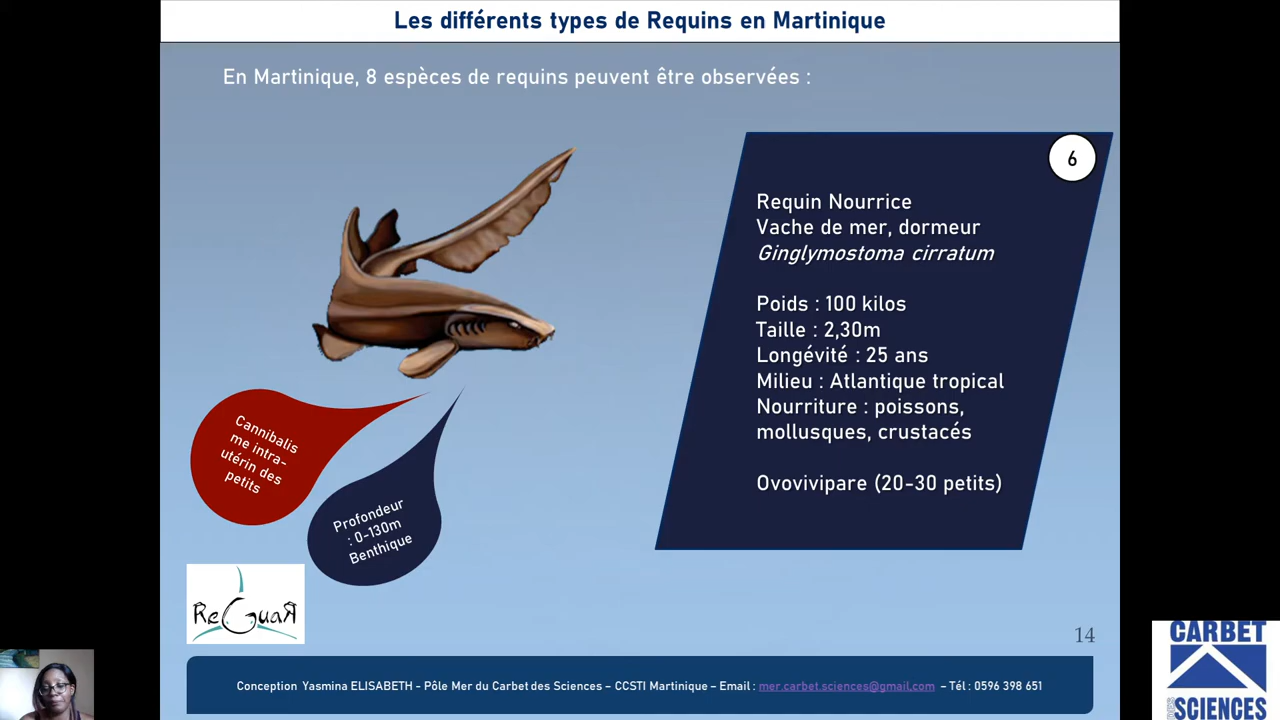 Les différents types de Requins en Martinique
En Martinique, 8 espèces de requins peuvent être observées :
6
Requin Nourrice
Vache de mer, dormeur
Ginglymostoma cirratum
Poids : 100 kilos
Taille : 2,30m
Longévité : 25 ans
Milieu : Atlantique tropical
Nourriture : poissons,
mollusques, crustacés
Ovovivipare (20-30 petits)
Cannibalis
me intra-
utérin des
petits
Profondeur
: 0-130m
Benthique
ReGuaR
14
Conception Yasmina ELISABETH - Pôle Mer du Carbet des Sciences – CCSTI Martinique – Email : mer.carbet.sciences@gmail.com – Tél : 0596 398 651
CARBET
DES
SCIENCES